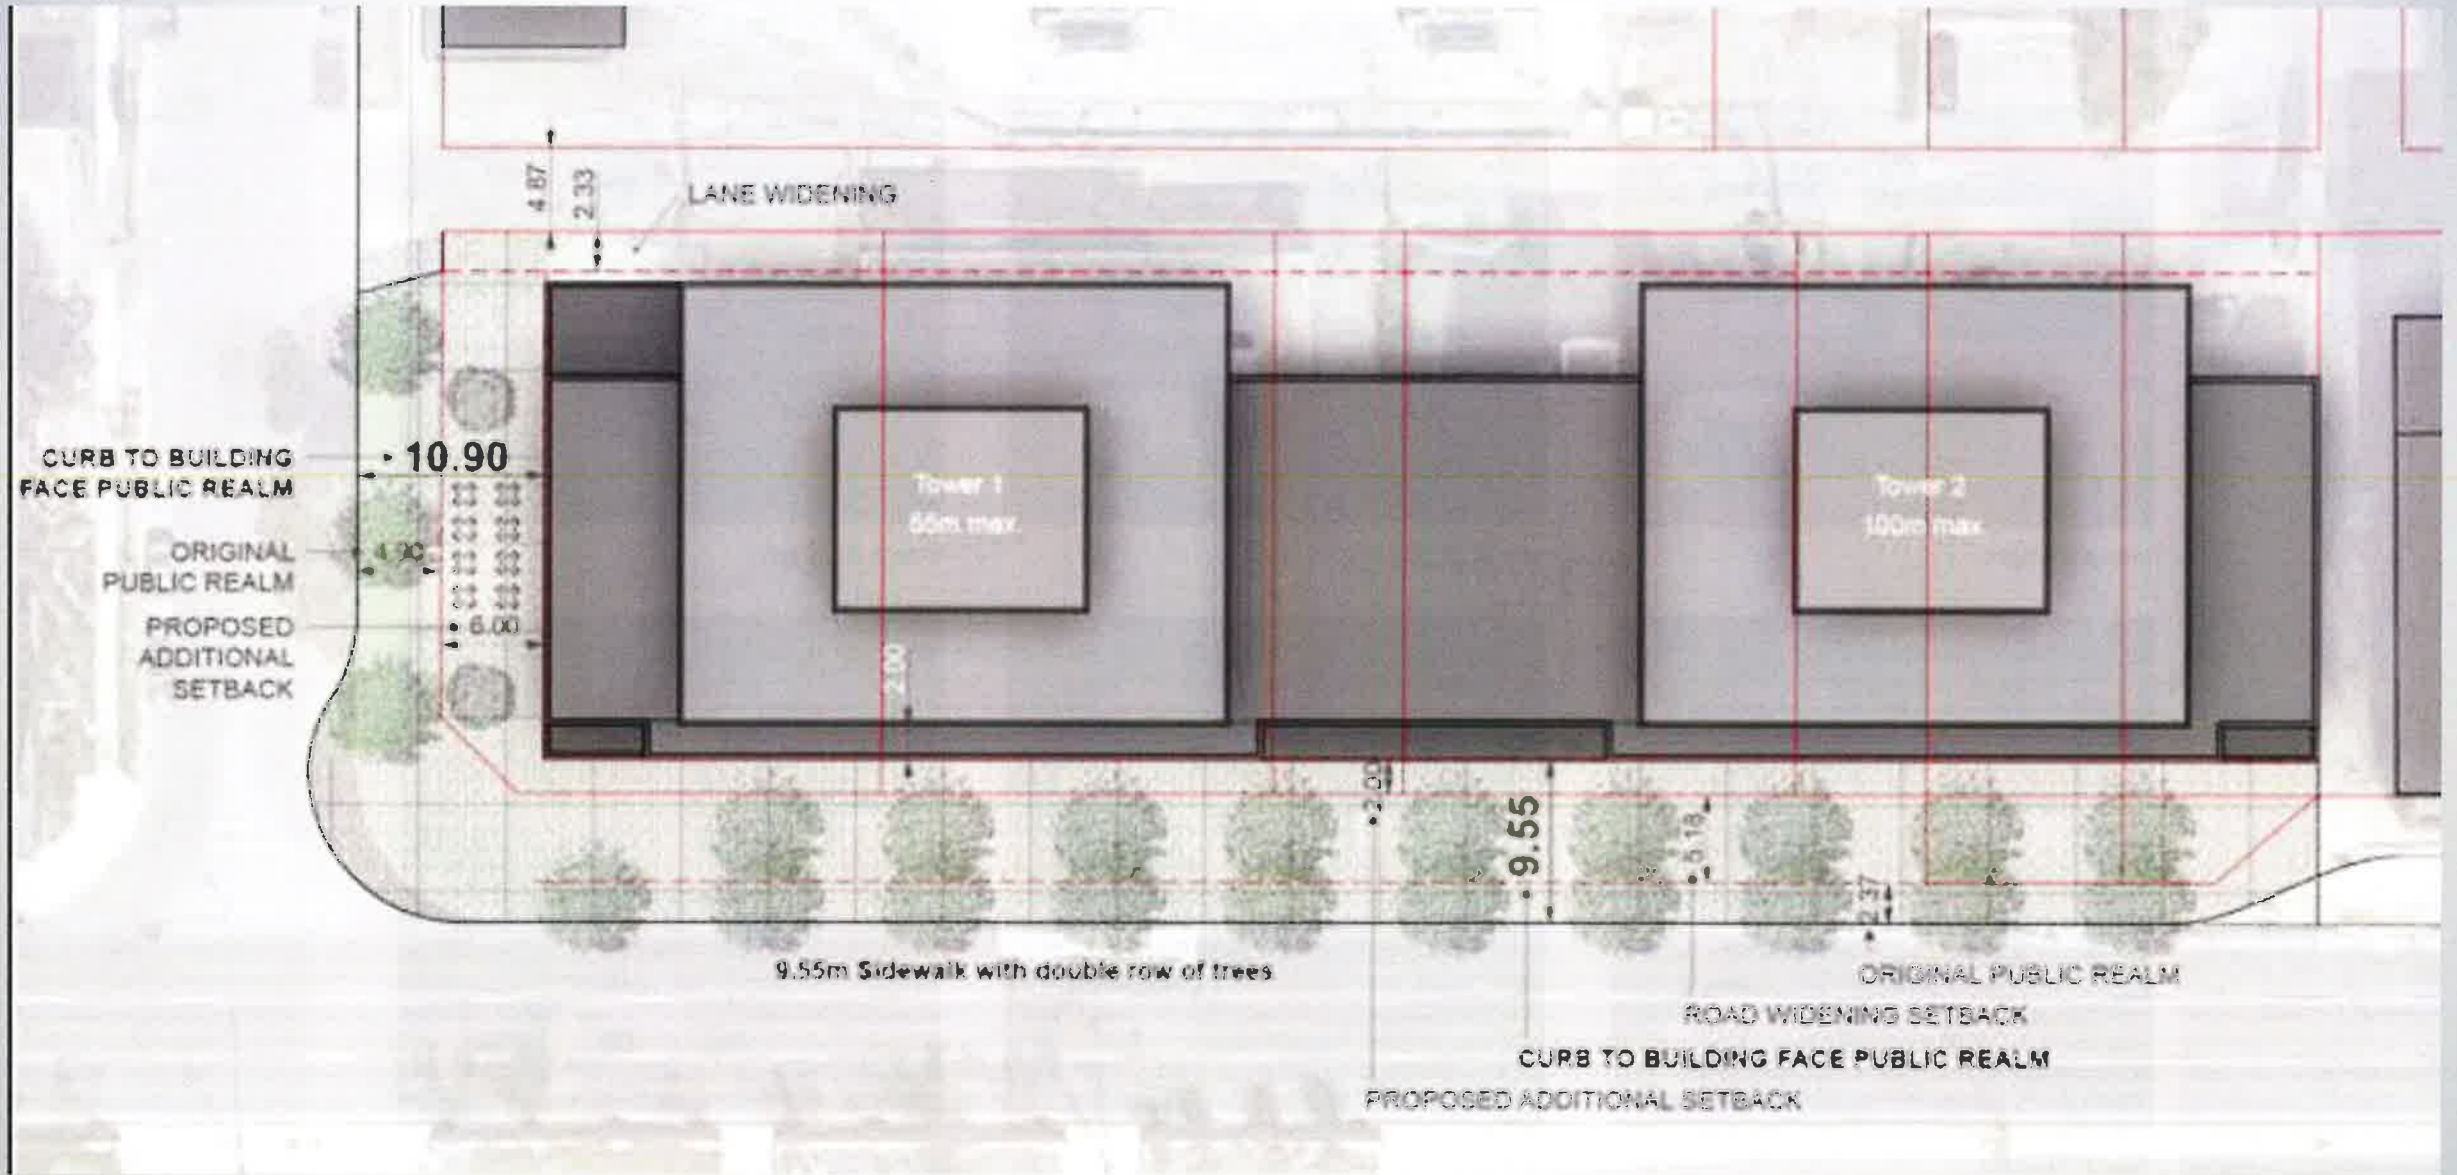 4.87
2.33
LANE WIDENING
CURB TO BUILDING
FACE PUBLIC REALM
10.90
ORIGINAL
PUBLIC REALM
4.90
PROPOSED
ADDITIONAL
SETBACK
6.00
Tower 1
Tower 2
100m max
2.00
2.00
9.55
5.18
2.37
9.55m Sidewalk with double row of trees
ORIGINAL PUBLIC REALM
ROAD WIDENING SETBACK
CURB TO BUILDING FACE PUBLIC REALM
PROPOSED ADDITIONAL SETBACK